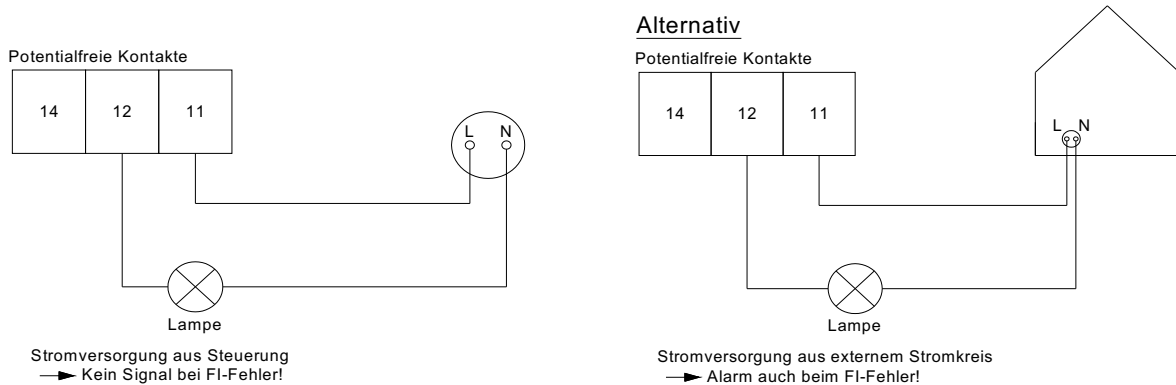 Potentialfreie Kontakte
14 12 11
L N
Lampe
Stromversorgung aus Steuerung
Kein Signal bei FI-Fehler!
Alternativ
Potentialfreie Kontakte
14 12 11
L N
Lampe
Stromversorgung aus externem Stromkreis
Alarm auch beim FI-Fehler!